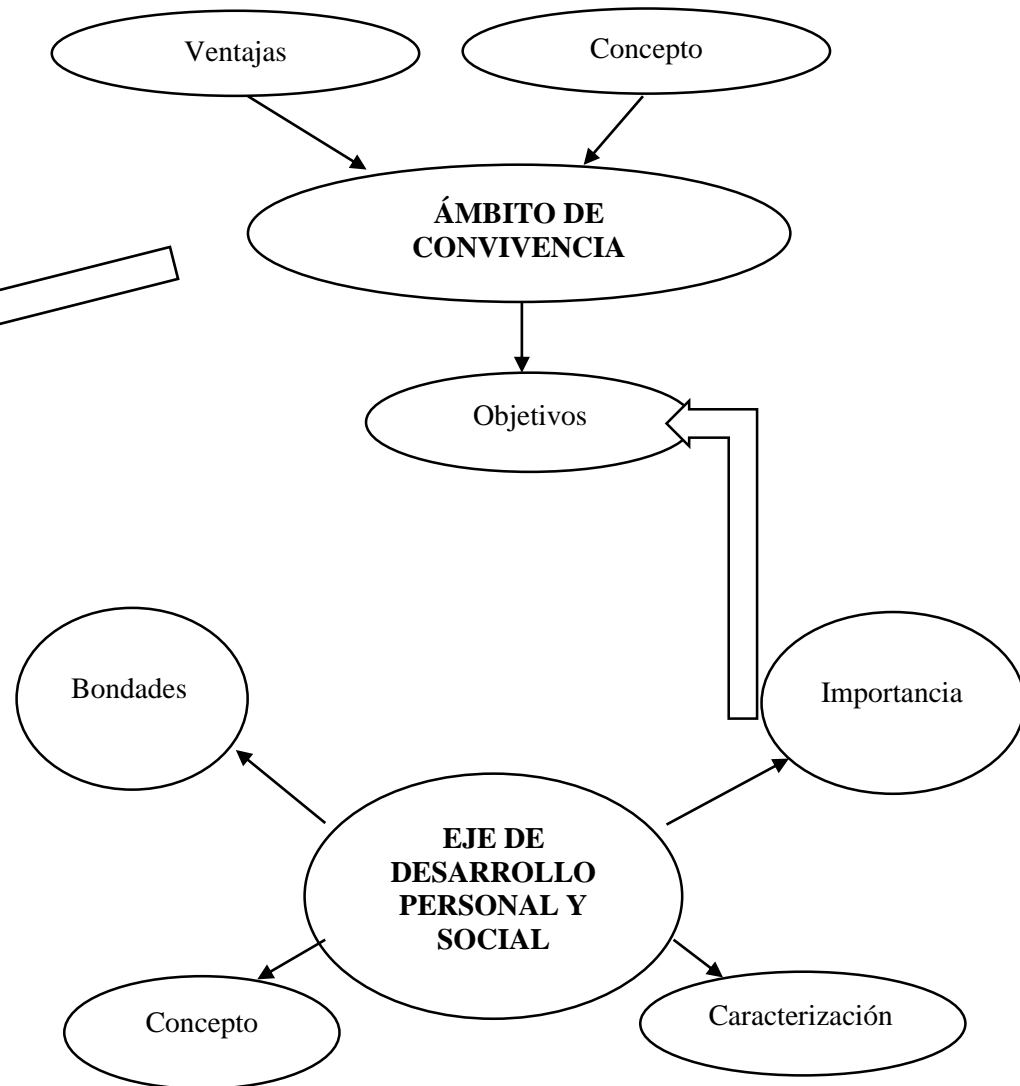 Ventajas
Concepto
ÁMBITO DE
CONVIVENCIA
Objetivos
Bondades
Importancia
EJE DE
DESARROLLO
PERSONAL Y
SOCIAL
Concepto
Caracterización